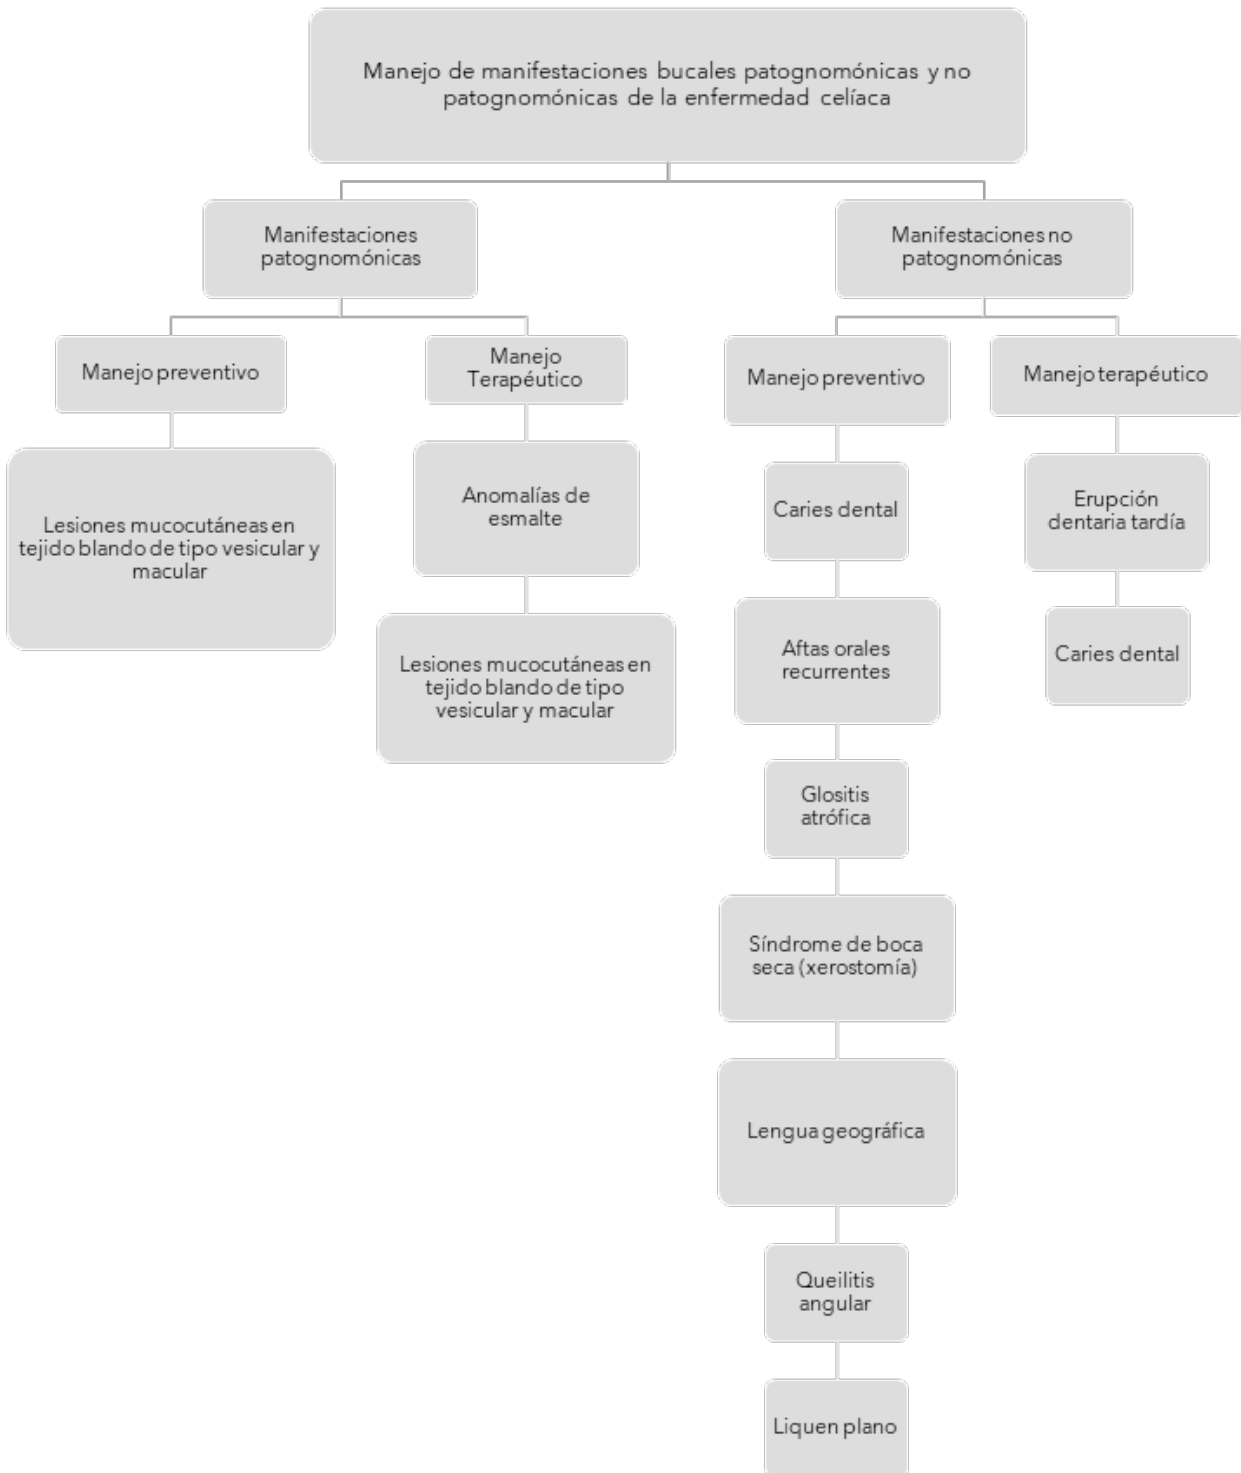 Manejo de manifestaciones bucales patognomónicas y no
patognomónicas de la enfermedad celíaca
Manifestaciones
patognomónicas
Manifestaciones no
patognomónicas
Manejo preventivo
Manejo
Terapéutico
Manejo preventivo
Manejo terapéutico
Lesiones mucocutáneas en
tejido blando de tipo vesicular y
macular
Anomalías de
esmalte
Lesiones mucocutáneas en
tejido blando de tipo
vesicular y macular
Caries dental
Aftas orales
recurrentes
Glositis
atrófica
Síndrome de boca
seca (xerostomía)
Lengua geográfica
Queilitis
angular
Liquen plano
Erupción
dentaria tardía
Caries dental